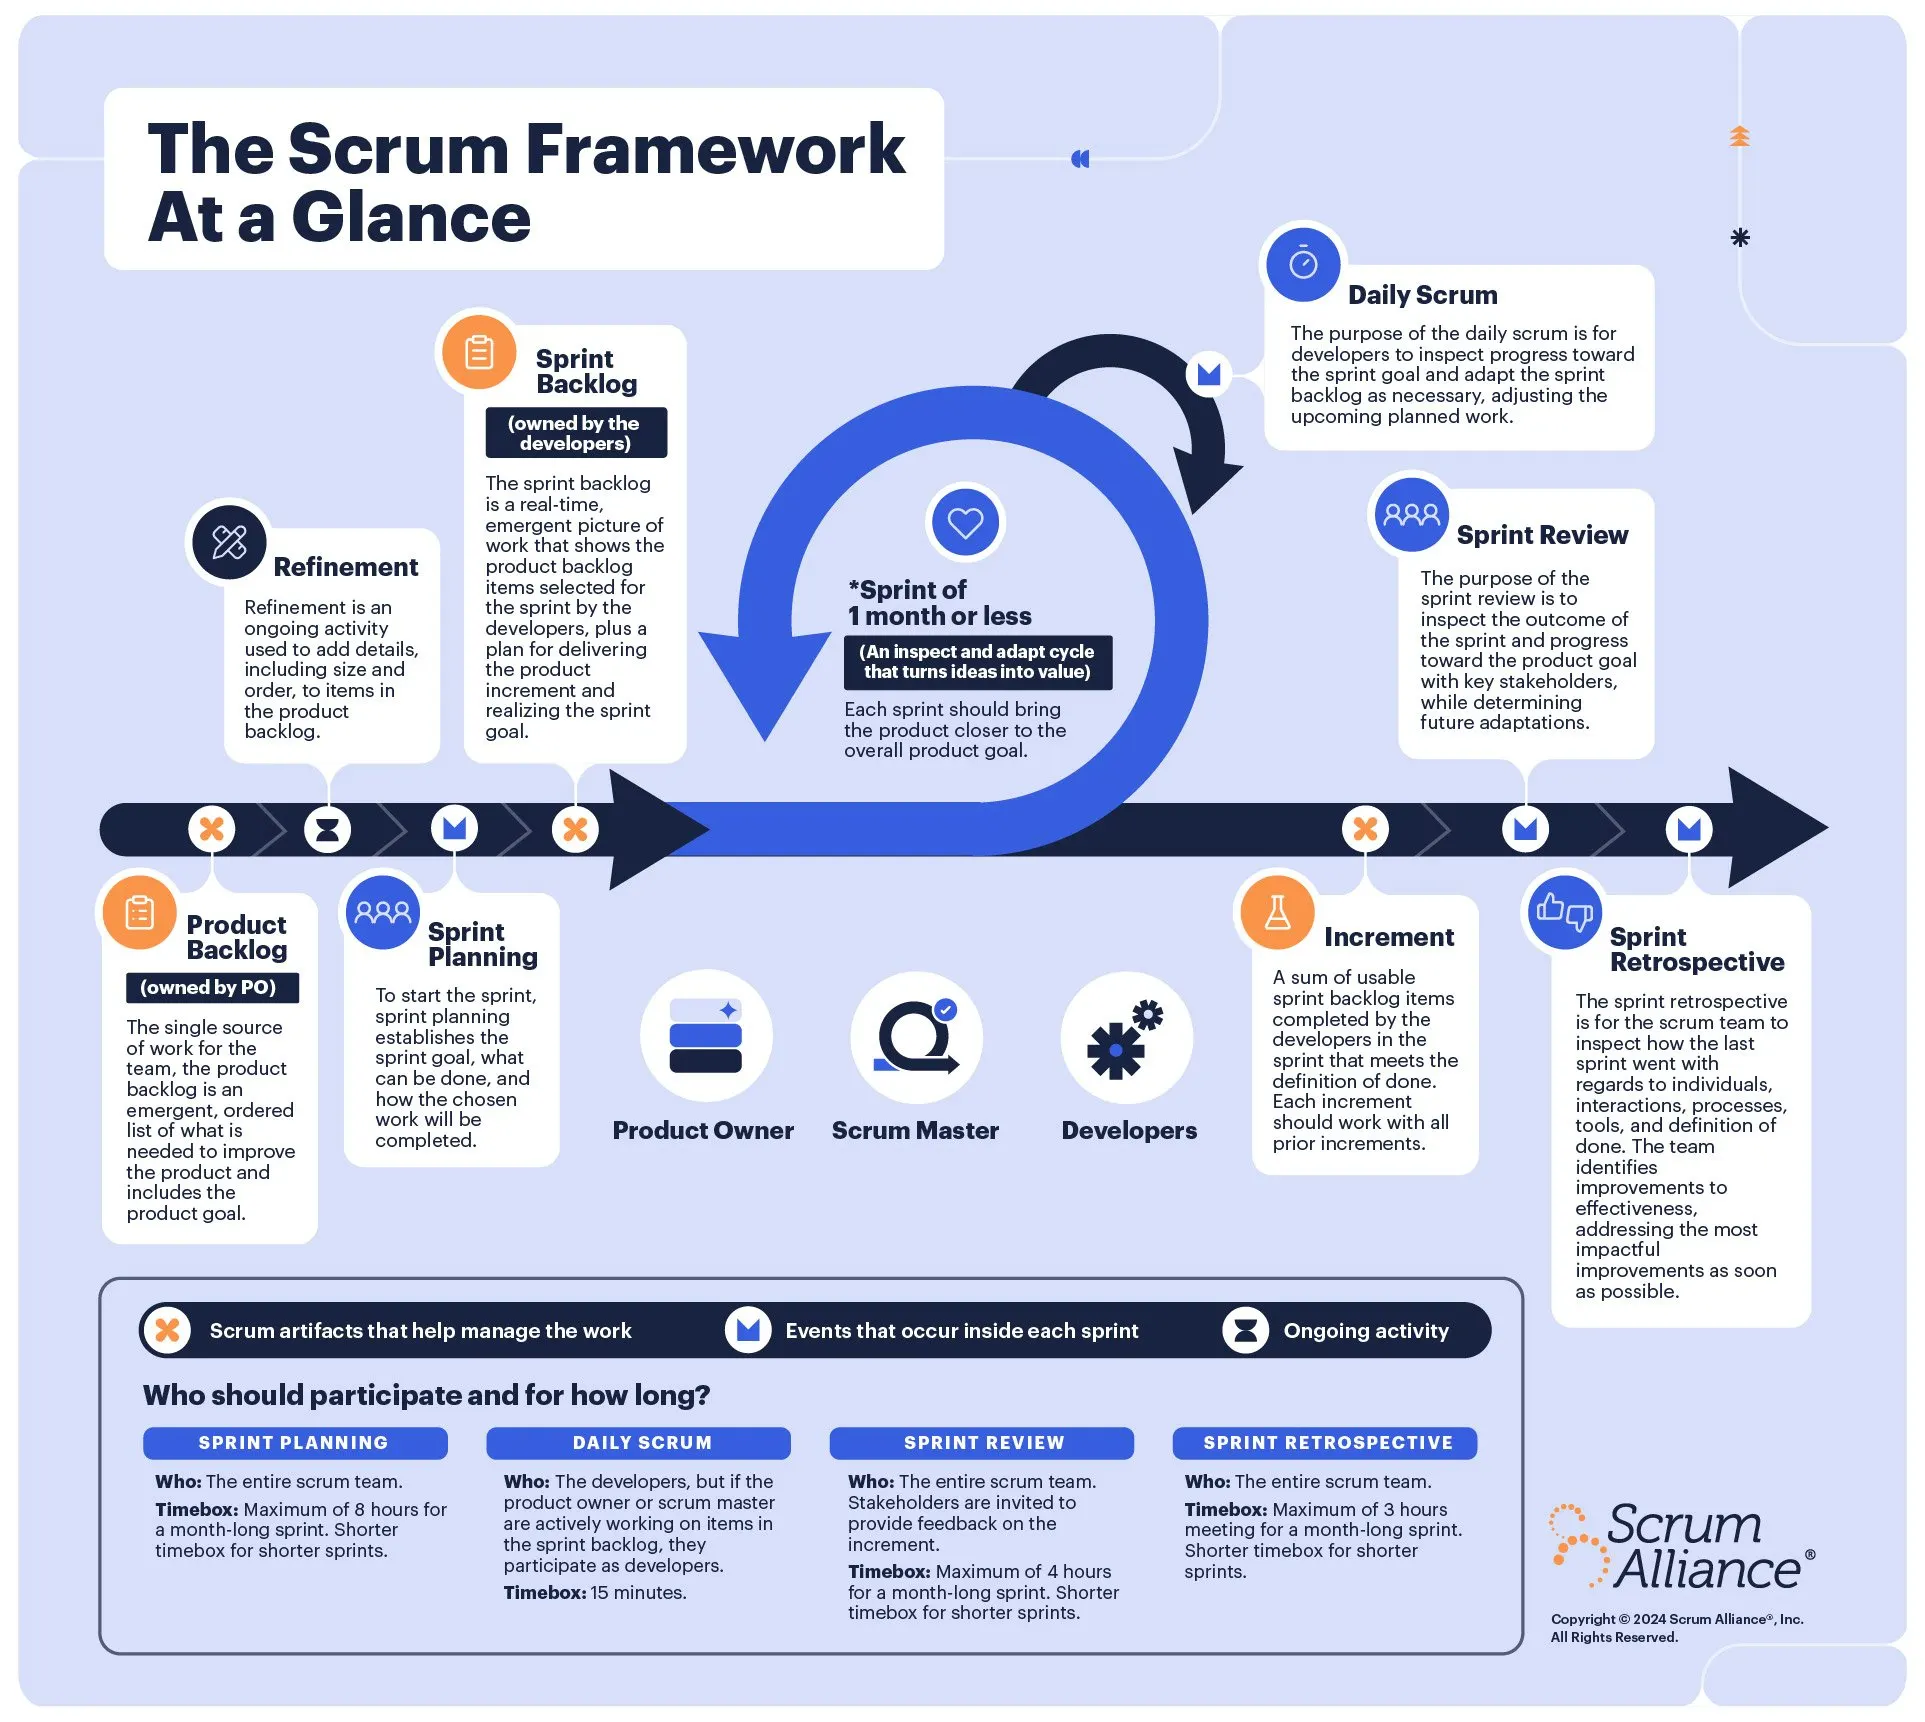 The Scrum Framework
At a Glance
Daily Scrum
The purpose of the daily scrum is for
developers to inspect progress toward
the sprint goal and adapt the sprint
backlog as necessary, adjusting the
upcoming planned work.
Sprint
Backlog
(owned by the
developers)
The sprint backlog
is a real-time,
emergent picture of
work that shows the
product backlog
items selected for
the sprint by the
developers, plus a
plan for delivering
the product
increment and
realizing the sprint
goal.
Refinement
Refinement is an
ongoing activity
used to add details,
including size and
order, to items in
the product
backlog.
*Sprint of
1 month or less
(An inspect and adapt cycle
that turns ideas into value)
Each sprint should bring
the product closer to the
overall product goal.
Sprint Review
The purpose of the
sprint review is to
inspect the outcome of
the sprint and progress
toward the product goal
with key stakeholders,
while determining
future adaptations.
Product
Backlog
(owned by PO)
The single source
of work for the
team, the product
backlog is an
emergent, ordered
list of what is
needed to improve
the product and
includes the
product goal.
Sprint
Planning
To start the sprint,
sprint planning
establishes the
sprint goal, what
can be done, and
how the chosen
work will be
completed.
Product Owner
Scrum Master
Developers
Increment
A sum of usable
sprint backlog items
completed by the
developers in the
sprint that meets the
definition of done.
Each increment
should work with all
prior increments.
Sprint
Retrospective
The sprint retrospective
is for the scrum team to
inspect how the last
sprint went with
regards to individuals,
interactions, processes,
tools, and definition of
done. The team
identifies
improvements to
effectiveness,
addressing the most
impactful
improvements as soon
as possible.
Scrum artifacts that help manage the work
Events that occur inside each sprint
Ongoing activity
Who should participate and for how long?
SPRINT PLANNING
Who: The entire scrum team.
Timebox: Maximum of 8 hours for
a month-long sprint. Shorter
timebox for shorter sprints.
DAILY SCRUM
Who: The developers, but if the
product owner or scrum master
are actively working on items in
the sprint backlog, they
participate as developers.
Timebox: 15 minutes.
SPRINT REVIEW
Who: The entire scrum team.
Stakeholders are invited to
provide feedback on the
increment.
Timebox: Maximum of 4 hours
for a month-long sprint. Shorter
timebox for shorter sprints.
SPRINT RETROSPECTIVE
Who: The entire scrum team.
Timebox: Maximum of 3 hours
meeting for a month-long sprint.
Shorter timebox for shorter
sprints.
Scrum
Alliance®
Copyright © 2024 Scrum Alliance®, Inc.
All Rights Reserved.